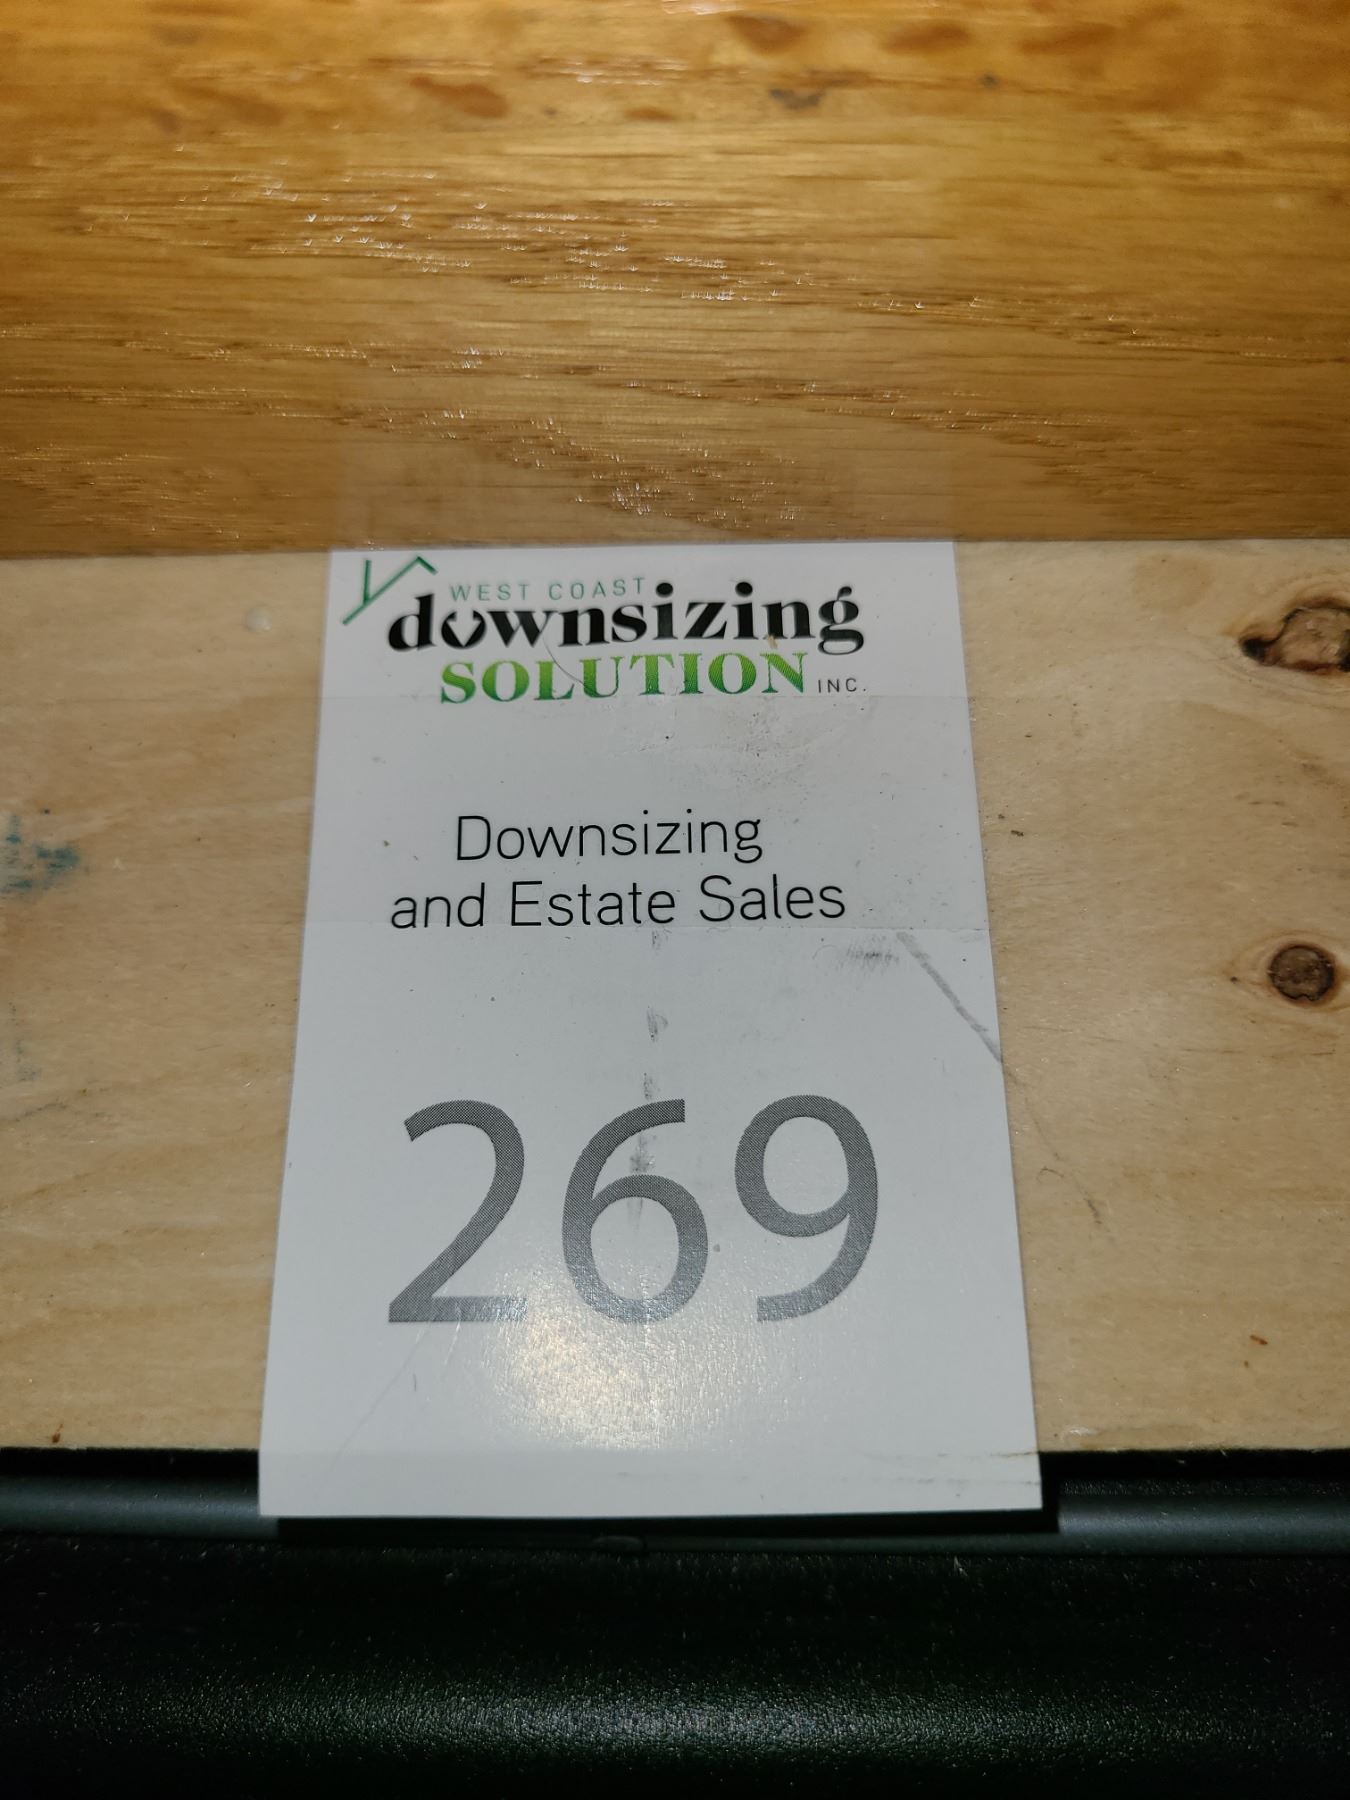 WEST COAST
downsizing
SOLUTION INC.
Downsizing
and Estate Sales
269